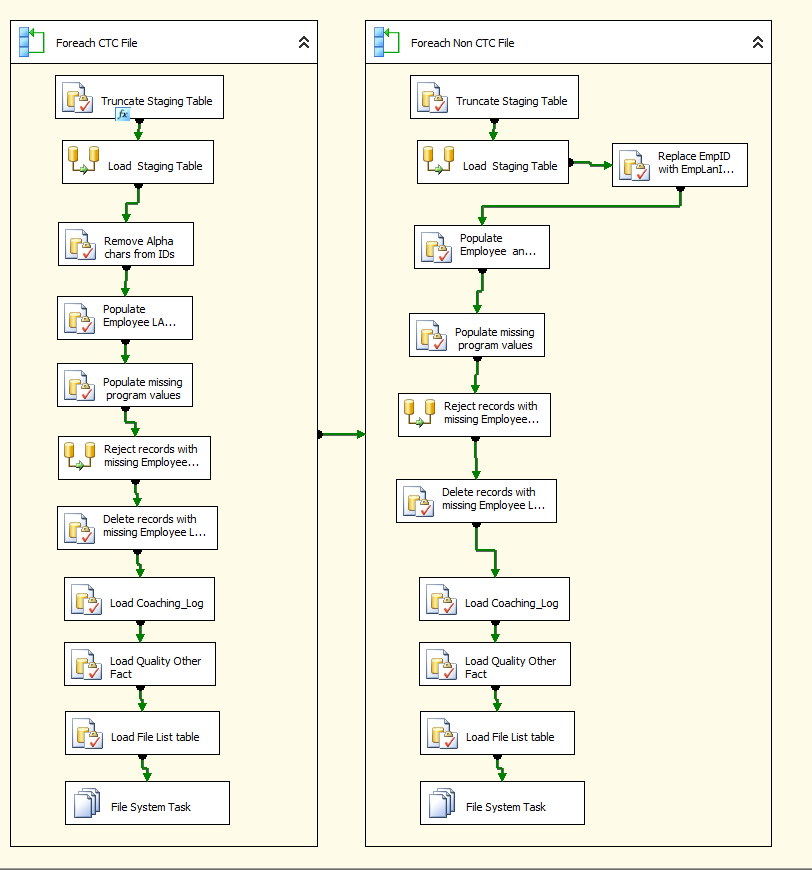 Foreach CTC File
Truncate Staging Table
fx
Load Staging Table
Remove Alpha
chars from IDs
Populate
Employee LA...
Populate missing
program values
Reject records with
missing Employee...
Delete records with
missing Employee L...
Load Coaching_Log
Load Quality Other
Fact
Load File List table
File System Task
Foreach Non CTC File
Truncate Staging Table
Load Staging Table
Replace EmpID
with EmpLanI...
Populate
Employee an...
Populate missing
program values
Reject records with
missing Employee...
Delete records with
missing Employee L...
Load Coaching_Log
Load Quality Other
Fact
Load File List table
File System Task